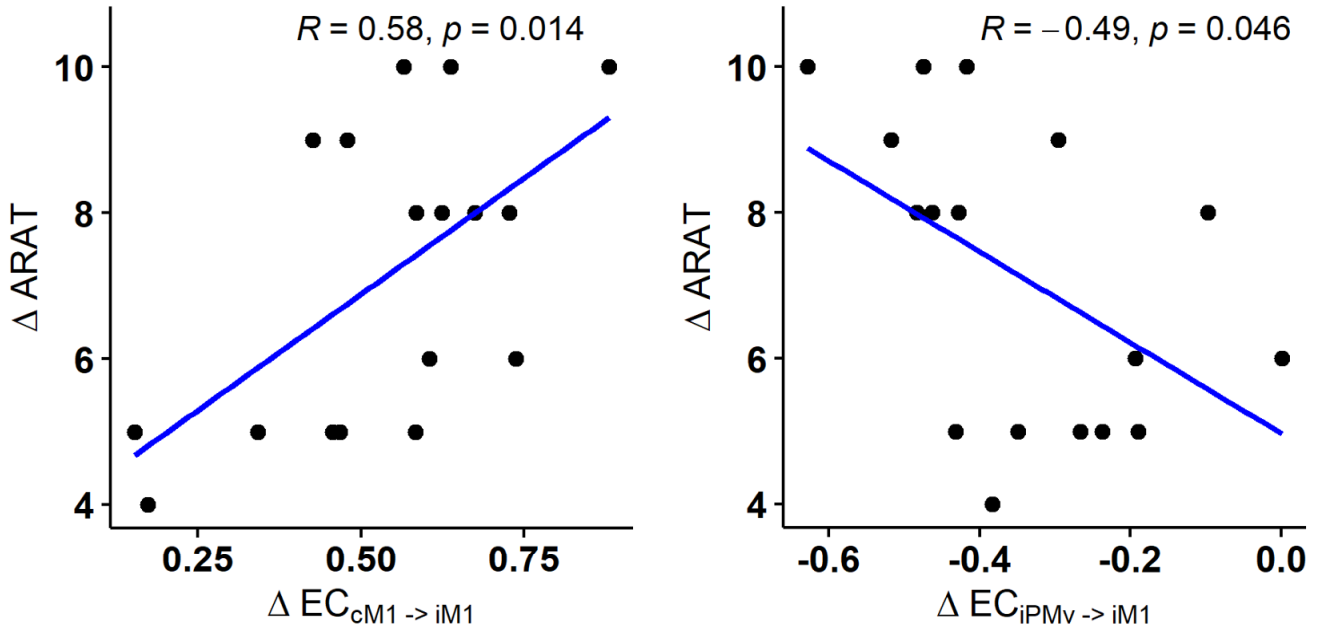 R = 0.58, p = 0.014
10
8
6
4
Δ ARAT
0.25 0.50 0.75
Δ EC cM1 -> iM1
R = −0.49, p = 0.046
10
8
6
4
Δ ARAT
-0.6 -0.4 -0.2 0.0
Δ EC iPMv -> iM1